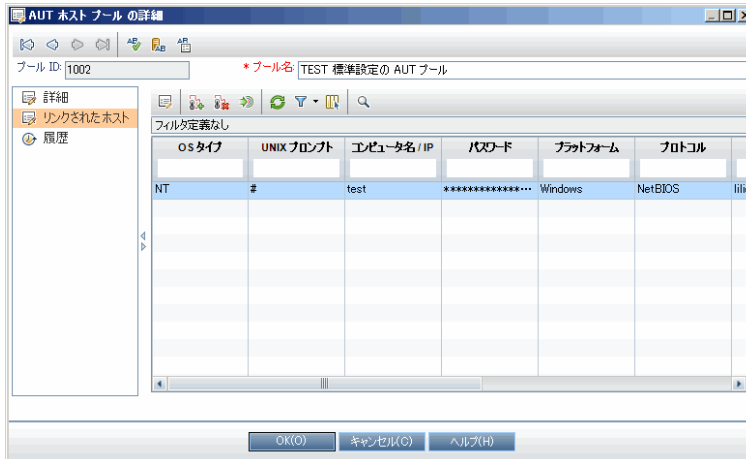 AUT ホスト プール の詳細
プール ID: 1002
* プール名: TEST 標準設定の AUT プール
詳細
リンクされたホスト
履歴
フィルタ定義なし
OS タイプ UNIX プロンプト コンピュータ名 / IP パスワード プラットフォーム プロトコル
NT # test *************… Windows NetBIOS lili
OK(O) キャンセル(C) ヘルプ(H)